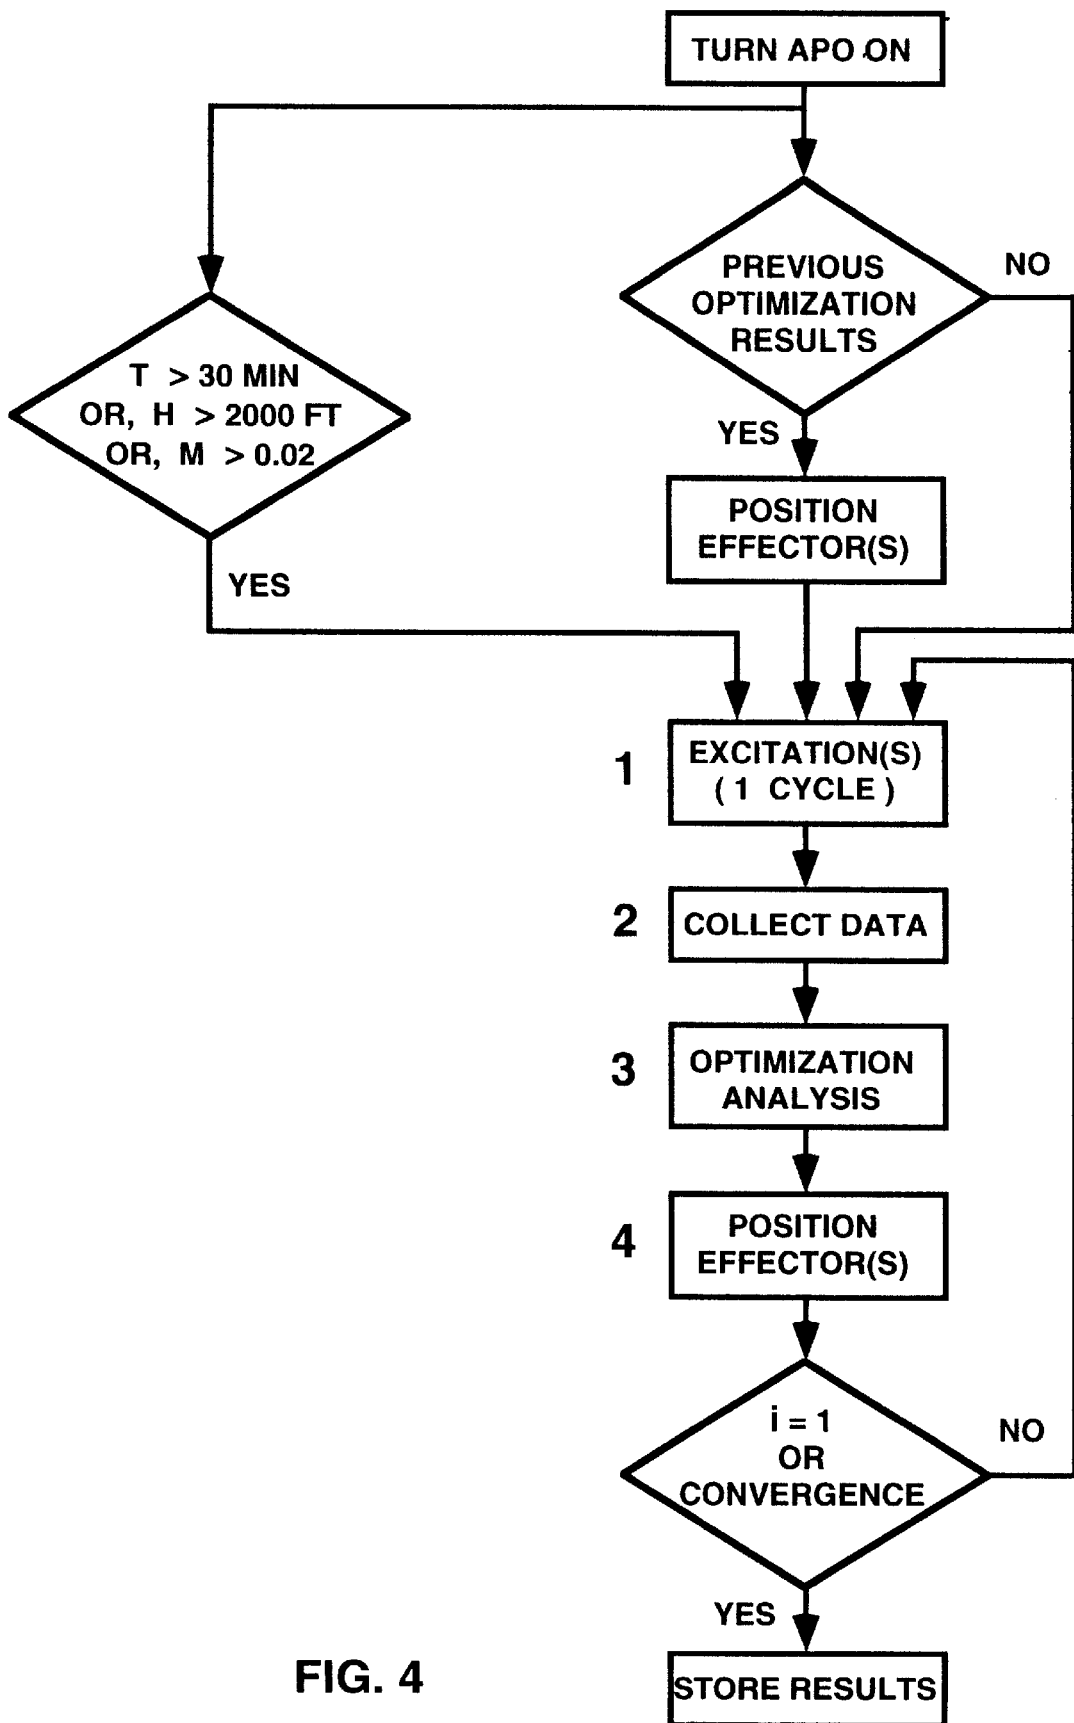 TURN APO ON
PREVIOUS
OPTIMIZATION
RESULTS
NO
T > 30 MIN
OR, H > 2000 FT
OR, M > 0.02
YES
YES
POSITION
EFFECTOR(S)
1
EXCITATION(S)
( 1 CYCLE )
2
COLLECT DATA
3
OPTIMIZATION
ANALYSIS
4
POSITION
EFFECTOR(S)
i = 1
OR
CONVERGENCE
NO
YES
STORE RESULTS
FIG. 4